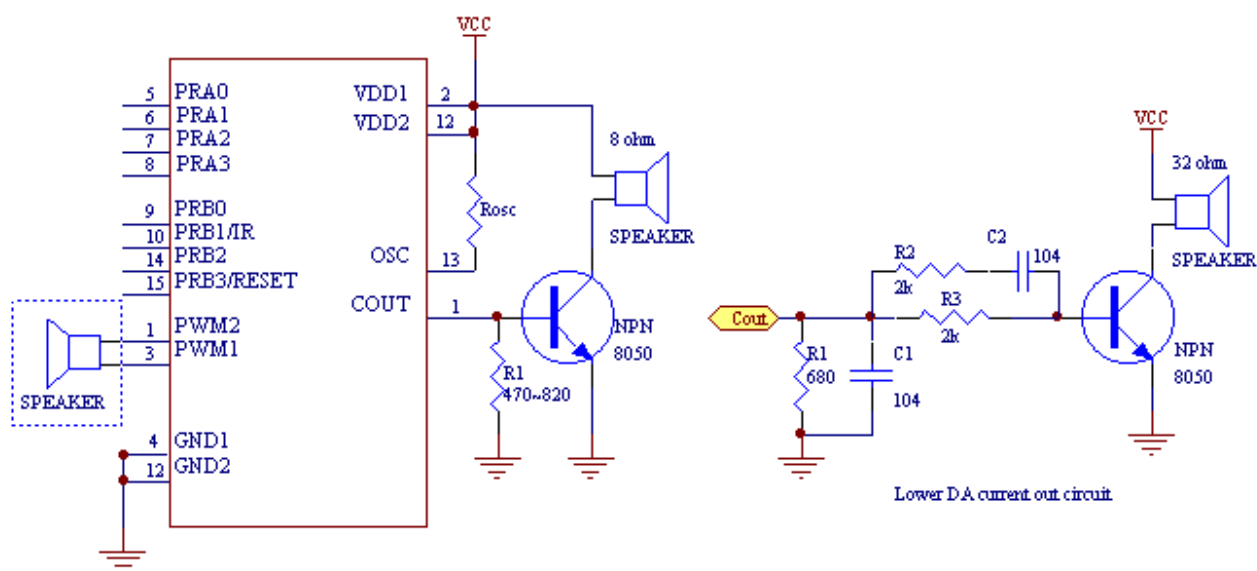 VCC
5 PRA0
6 PRA1
7 PRA2
8 PRA3
9 PRB0
10 PRB1/IR
14 PRB2
15 PRB3/RESET
1 PWM2
3 PWM1
SPEAKER
4 GND1
12 GND2
VDD1 2
VDD2 12
OSC 13
COUT 1
Rosc
8 ohm
SPEAKER
NPN
8050
R1
470~820
VCC
32 ohm
SPEAKER
C2
104
R2
2k
R3
2k
Cout
R1
680
C1
104
NPN
8050
Lower DA current out circuit